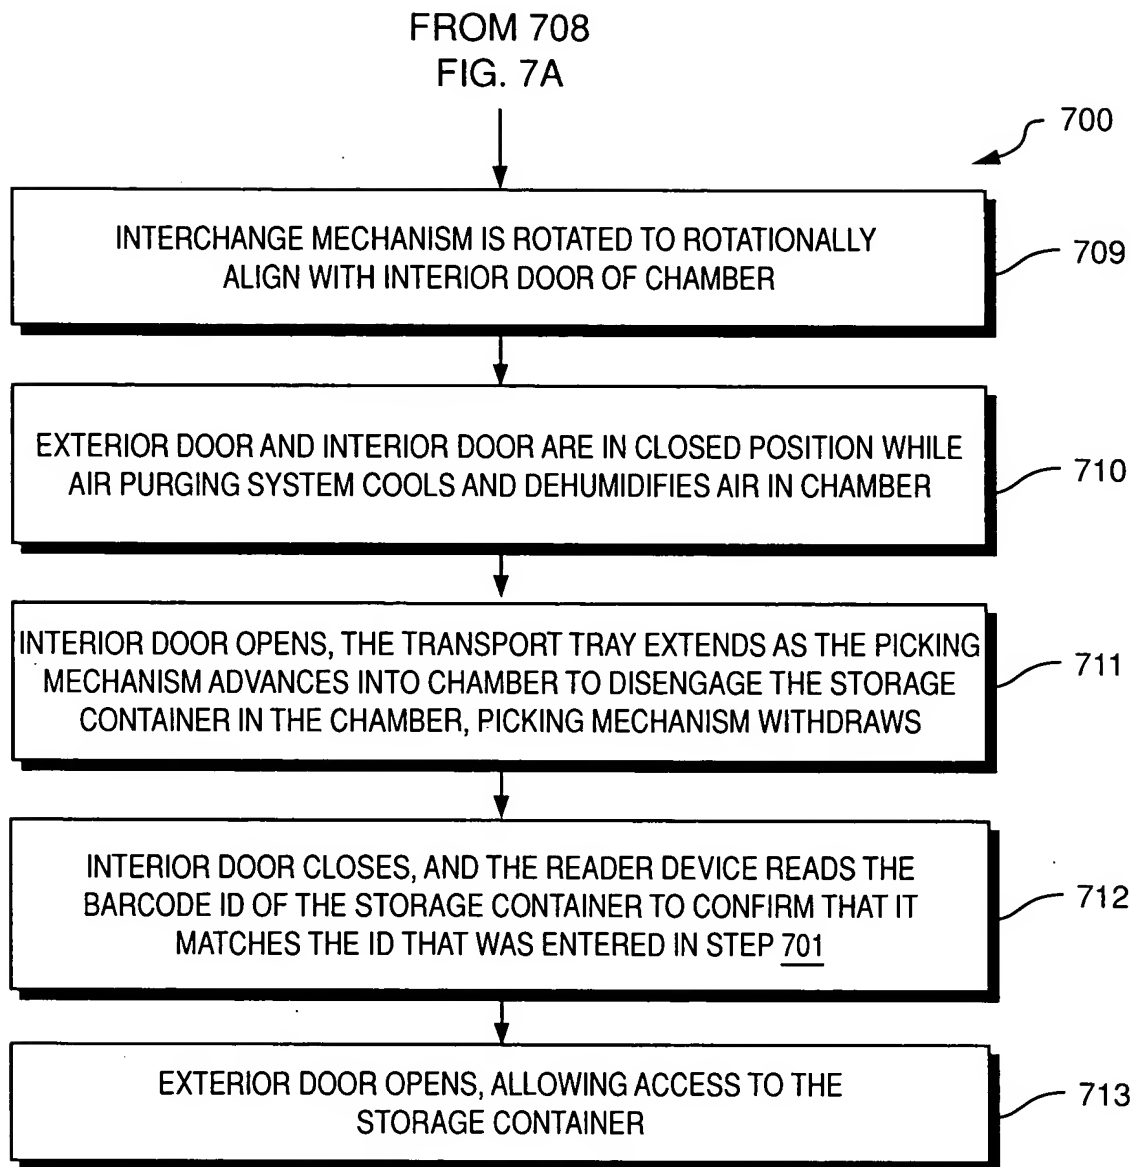 FROM 708
FIG. 7A
700
INTERCHANGE MECHANISM IS ROTATED TO ROTATIONALLY
ALIGN WITH INTERIOR DOOR OF CHAMBER
709
EXTERIOR DOOR AND INTERIOR DOOR ARE IN CLOSED POSITION WHILE
AIR PURGING SYSTEM COOLS AND DEHUMIDIFIES AIR IN CHAMBER
710
INTERIOR DOOR OPENS, THE TRANSPORT TRAY EXTENDS AS THE PICKING
MECHANISM ADVANCES INTO CHAMBER TO DISENGAGE THE STORAGE
CONTAINER IN THE CHAMBER, PICKING MECHANISM WITHDRAWS
711
INTERIOR DOOR CLOSES, AND THE READER DEVICE READS THE
BARCODE ID OF THE STORAGE CONTAINER TO CONFIRM THAT IT
MATCHES THE ID THAT WAS ENTERED IN STEP 701
712
EXTERIOR DOOR OPENS, ALLOWING ACCESS TO THE
STORAGE CONTAINER
713